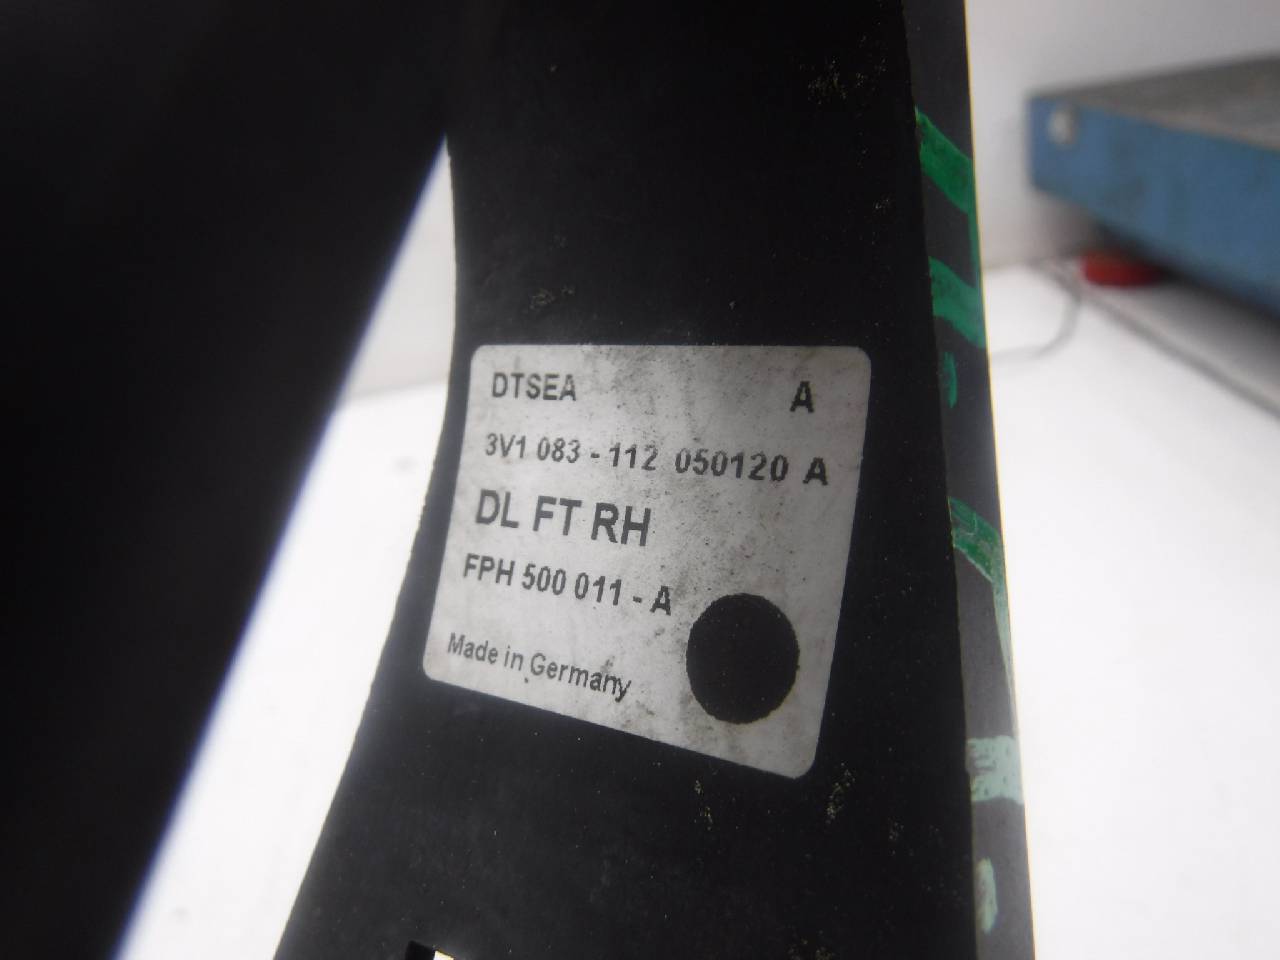 DTSEA A
3V1 083 - 112 050120 A
DL FT RH
FPH 500 011 - A
Made in Germany